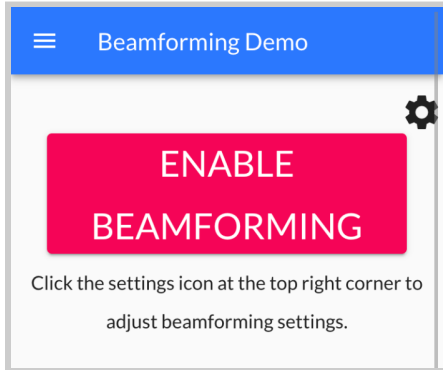 Beamforming Demo
ENABLE
BEAMFORMING
Click the settings icon at the top right corner to
adjust beamforming settings.